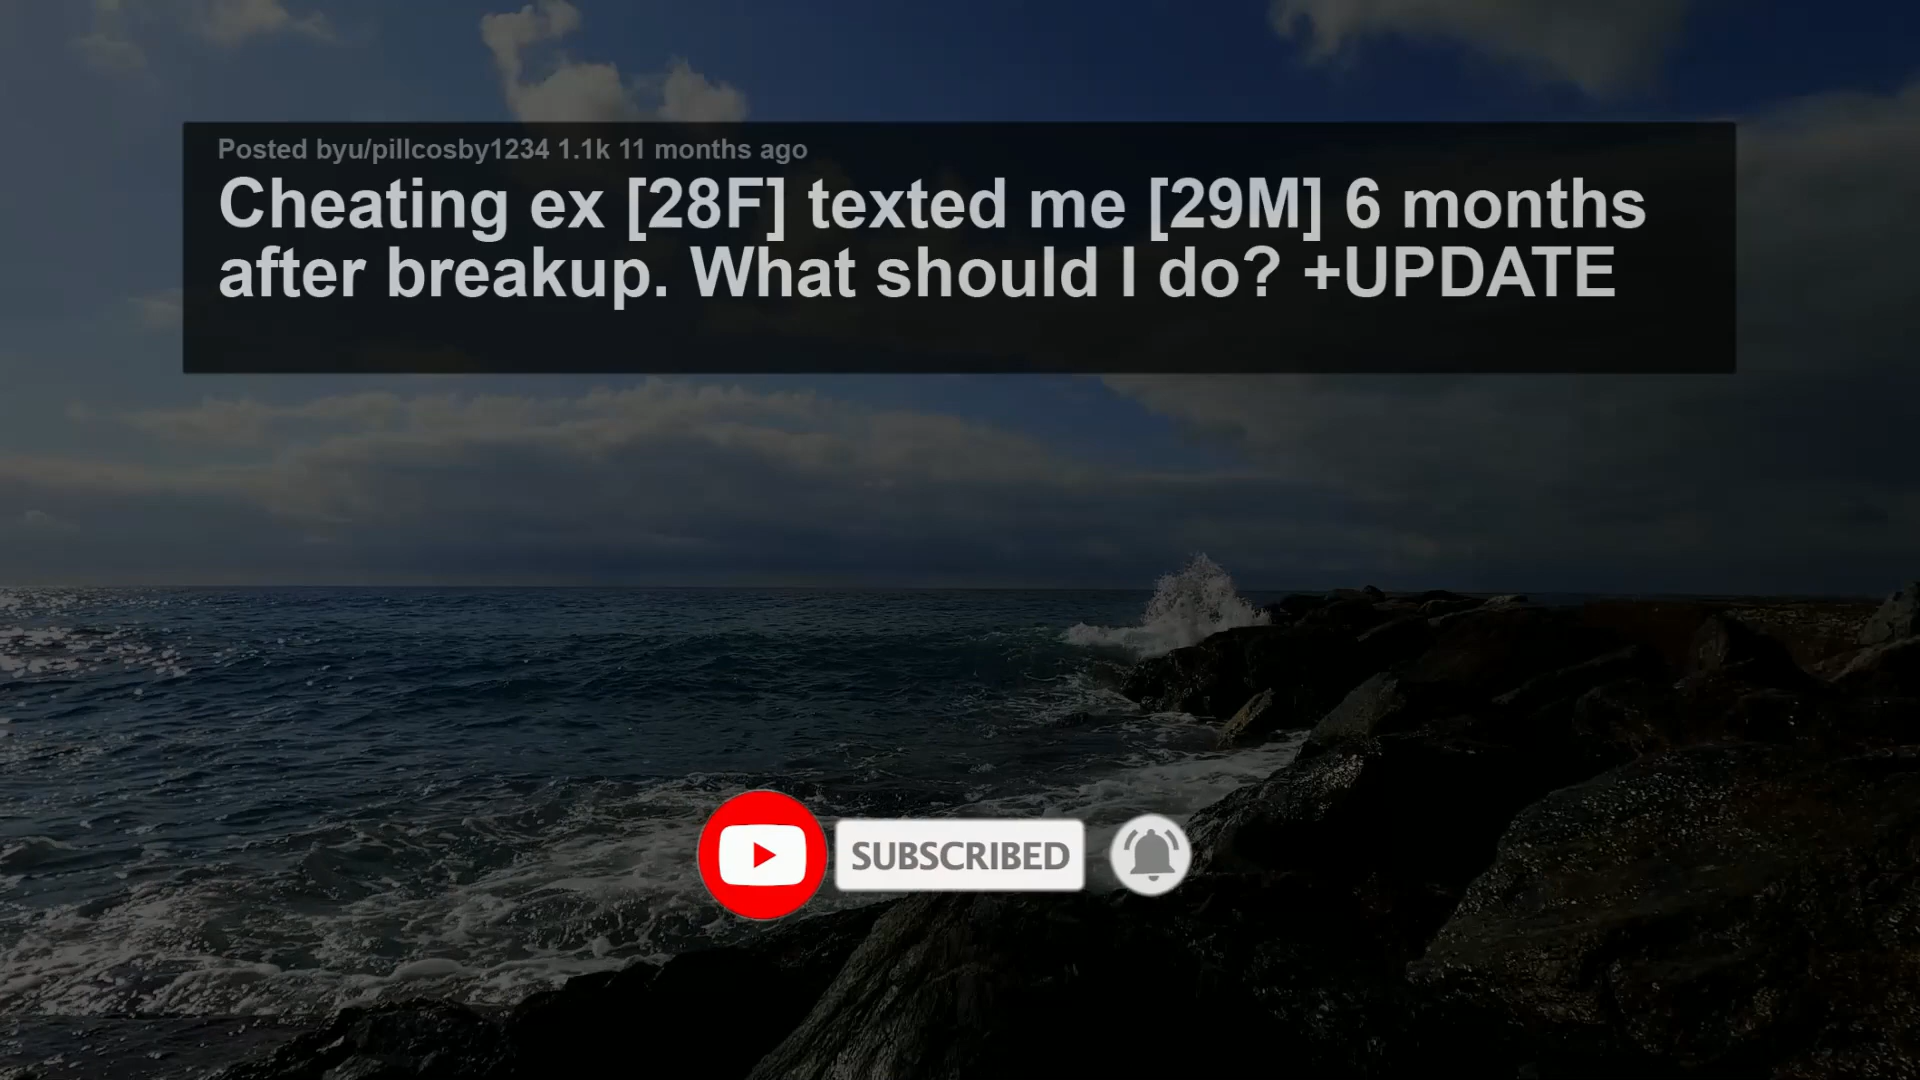 Posted byu/pillcosby1234 1.1k 11 months ago
Cheating ex [28F] texted me [29M] 6 months
after breakup. What should I do? +UPDATE
SUBSCRIBED